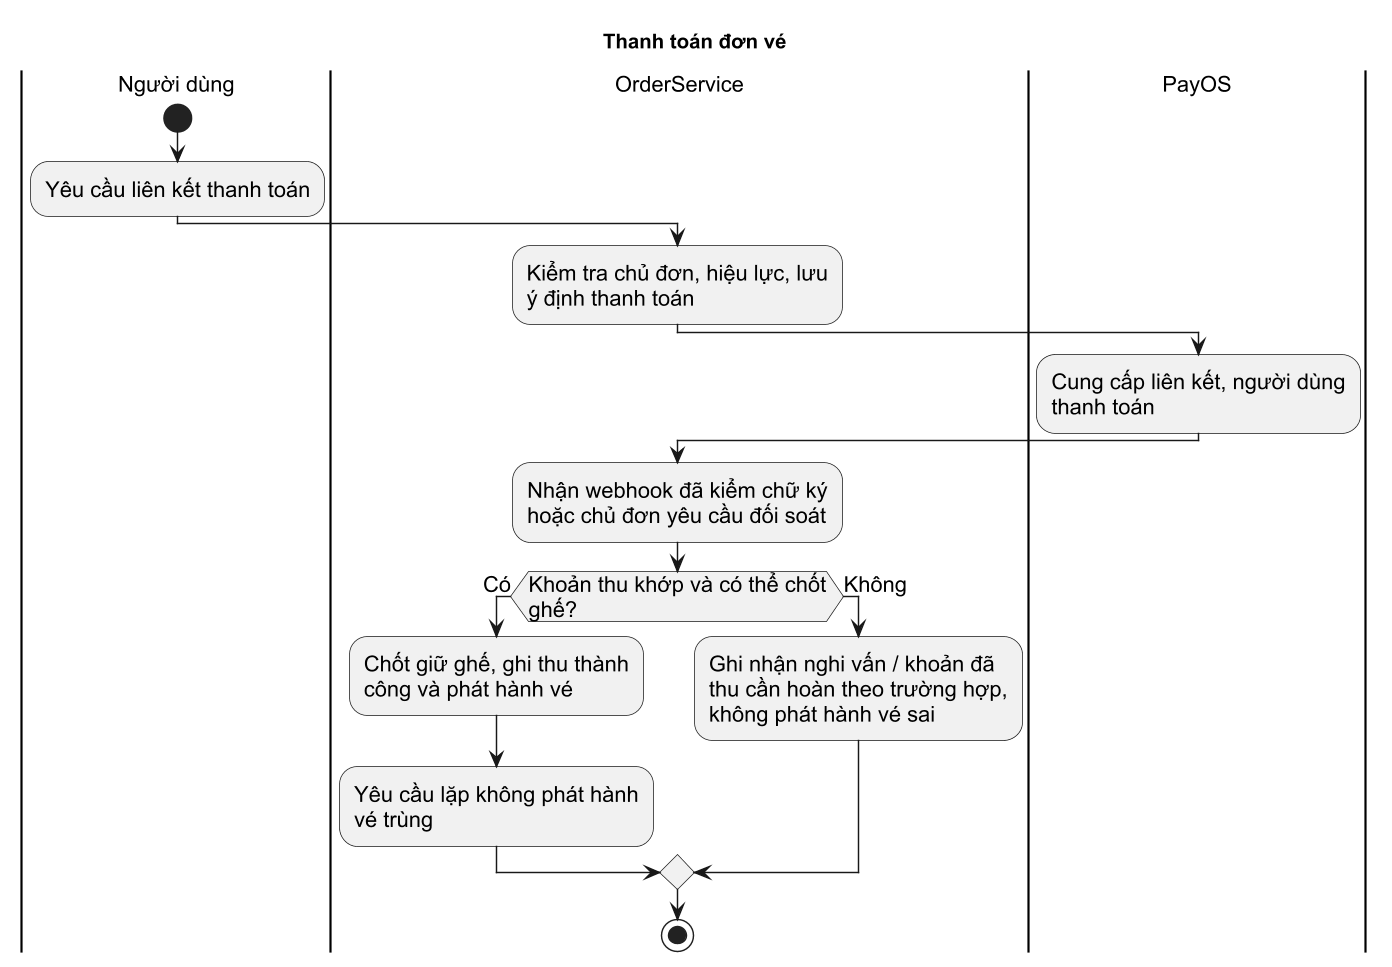 Thanh toán đơn vé
Người dùng
OrderService
PayOS
Yêu cầu liên kết thanh toán
Kiểm tra chủ đơn, hiệu lực, lưu
ý định thanh toán
Cung cấp liên kết, người dùng
thanh toán
Nhận webhook đã kiểm chữ ký
hoặc chủ đơn yêu cầu đối soát
Có
Khoản thu khớp và có thể chốt
ghế?
Không
Chốt giữ ghế, ghi thu thành
công và phát hành vé
Ghi nhận nghi vấn / khoản đã
thu cần hoàn theo trường hợp,
không phát hành vé sai
Yêu cầu lặp không phát hành
vé trùng